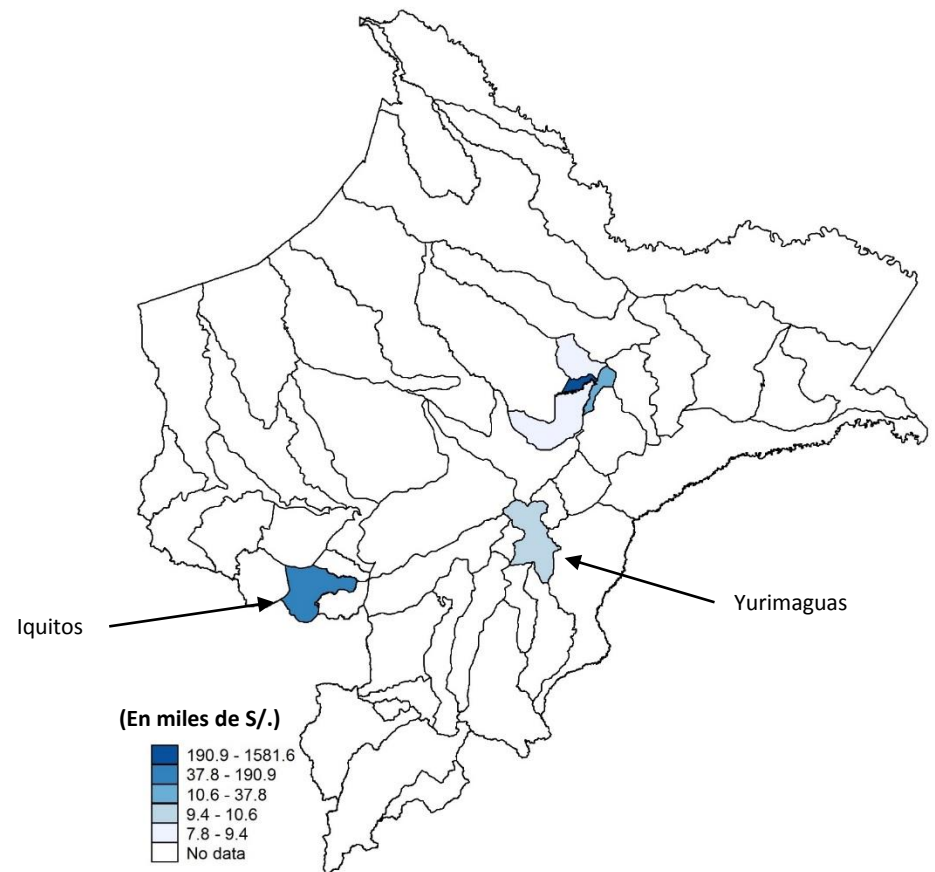 Yurimaguas
Iquitos
(En miles de S/.)
190.9 - 1581.6
37.8 - 190.9
10.6 - 37.8
9.4 - 10.6
7.8 - 9.4
No data